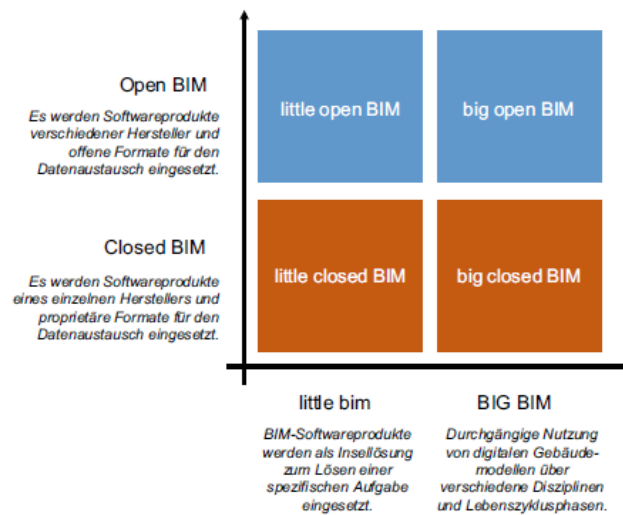 Open BIM
Es werden Softwareprodukte
verschiedener Hersteller und
offene Formate für den
Datenaustausch eingesetzt.
little open BIM
big open BIM
Closed BIM
Es werden Softwareprodukte
eines einzelnen Herstellers und
proprietäre Formate für den
Datenaustausch eingesetzt.
little closed BIM
big closed BIM
little bim
BIM-Softwareprodukte
werden als Insellösung
zum Lösen einer
spezifischen Aufgabe
eingesetzt.
BIG BIM
Durchgängige Nutzung
von digitalen Gebäude-
modellen über
verschiedene Disziplinen
und Lebenszyklusphasen.